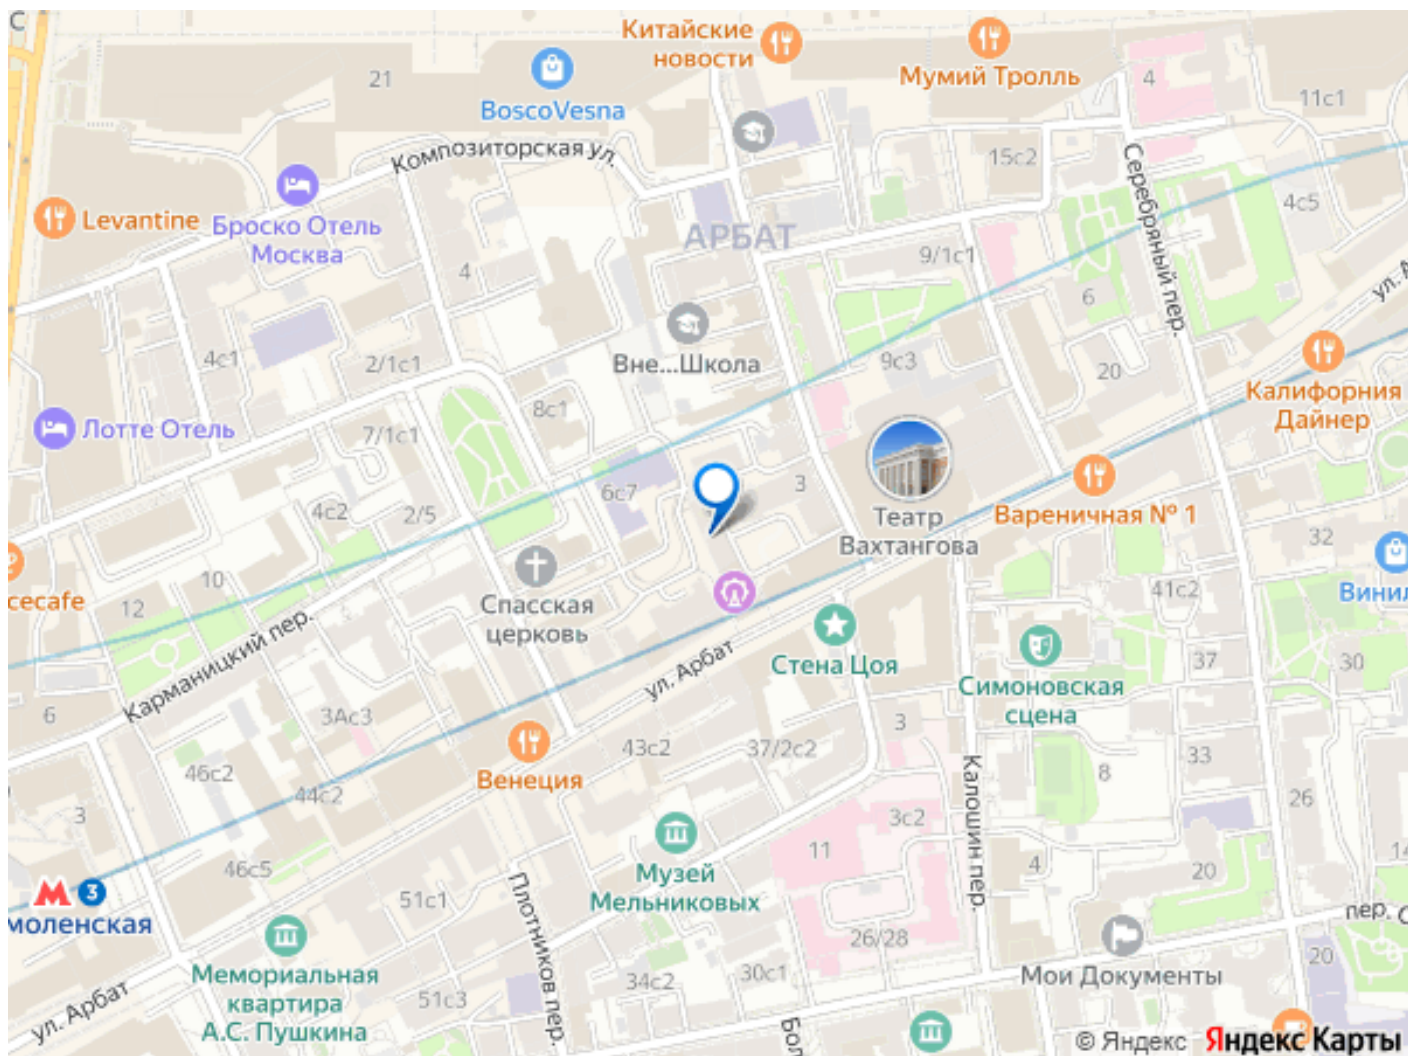 С
Китайские
новости
21
BoscoVesna
Мумий Тролль
4
11с1
Композиторская ул.
15с2
Серебряный пер.
Levantine
Броско Отель
Москва
АРБАТ
4с5
4
9/1с1
ул. А
6
4с1
2/1с1
Вне...Школа
9с3
20
Калифорния
Дайнер
Лотте Отель
8с1
7/1с1
6с7
3
4с2
2/5
Театр
Вахтангова
Вареничная № 1
32
10
cecafe
12
Спасская
церковь
41с2
Винил
Карманицкий пер.
ул. Арбат
Стена Цоя
37
30
Симоновская
сцена
6
3Ас3
3
43с2
37/2с2
33
Венеция
46с2
44с2
Калошин пер.
8
26
3
3с2
11
Музей
Мельниковых
46с5
4
20
14
3
моленская
51с1
Плотников пер.
26/28
пер. С
Мемориальная
квартира
А.С. Пушкина
34с2
30с1
Мои Документы
20
ул. Арбат
51с3
Бол
© Яндекс Яндекс Карты